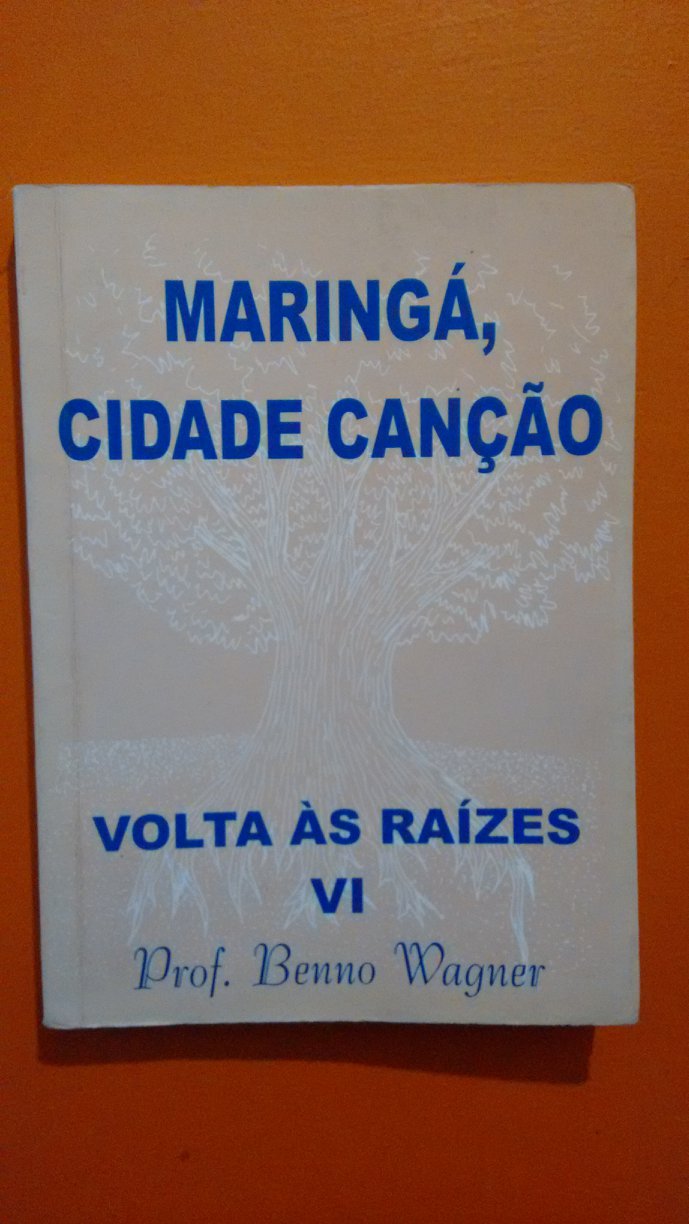 MARINGÁ,
CIDADE CANÇÃO
VOLTA ÀS RAÍZES
VI
Prof. Benno Wagner